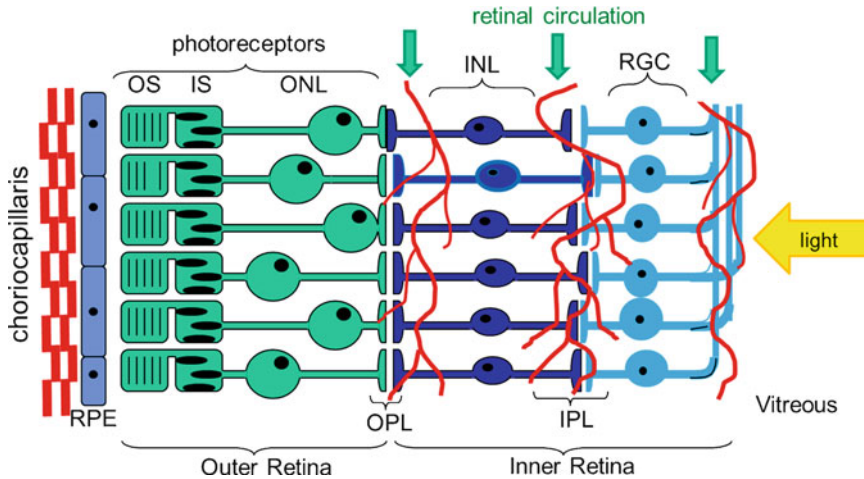 retinal circulation
photoreceptors
OS IS ONL INL RGC
choriocapillaris
light
RPE
OPL IPL
Vitreous
Outer Retina Inner Retina